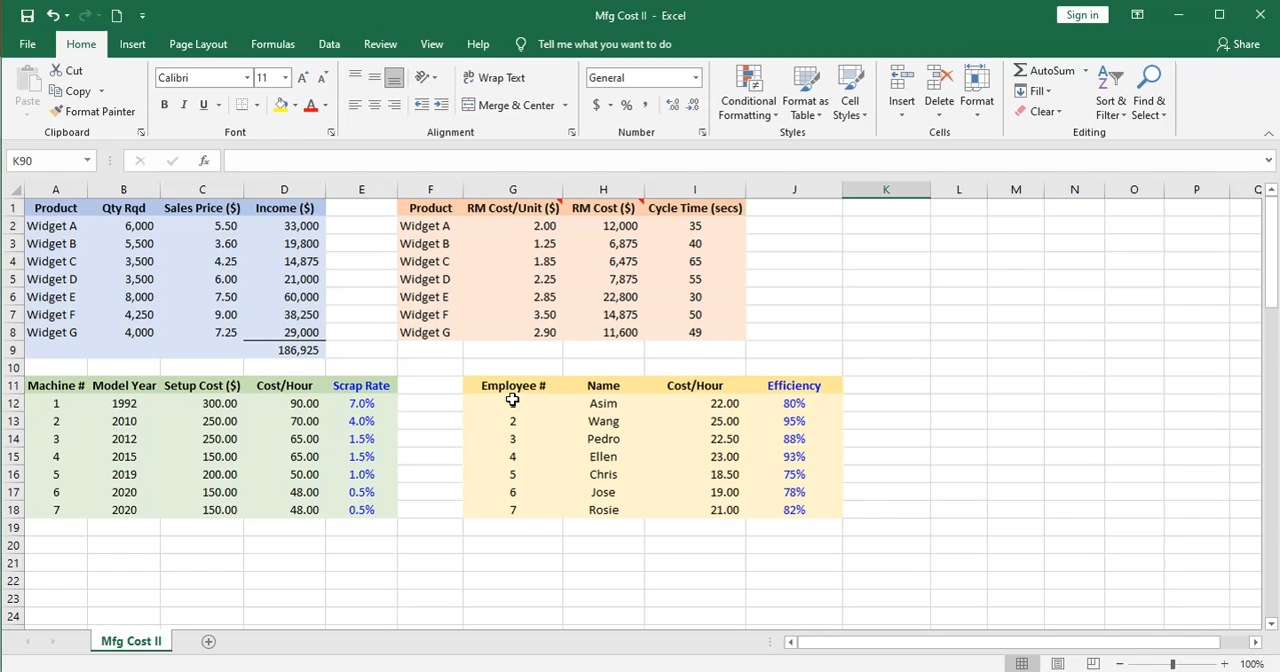 Mfg Cost II - Excel
Sign in
File Home Insert Page Layout Formulas Data Review View Help Tell me what you want to do Share
Paste Cut Copy Format Painter Clipboard
Calibri 11 B I U A A A Font
Wrap Text Merge & Center Alignment
General $ % , Number
Conditional Formatting Format as Table Cell Styles Styles
Insert Delete Format Cells
AutoSum Fill Clear Sort & Filter Find & Select Editing
K90 fx
A B C D E F G H I J K L M N O P Q
1 Product Qty Rqd Sales Price ($) Income ($) Product RM Cost/Unit ($) RM Cost ($) Cycle Time (secs)
2 Widget A 6,000 5.50 33,000 Widget A 2.00 12,000 35
3 Widget B 5,500 3.60 19,800 Widget B 1.25 6,875 40
4 Widget C 3,500 4.25 14,875 Widget C 1.85 6,475 65
5 Widget D 3,500 6.00 21,000 Widget D 2.25 7,875 55
6 Widget E 8,000 7.50 60,000 Widget E 2.85 22,800 30
7 Widget F 4,250 9.00 38,250 Widget F 3.50 14,875 50
8 Widget G 4,000 7.25 29,000 Widget G 2.90 11,600 49
9 186,925
10
11 Machine # Model Year Setup Cost ($) Cost/Hour Scrap Rate Employee # Name Cost/Hour Efficiency
12 1 1992 300.00 90.00 7.0% Asim 22.00 80%
13 2 2010 250.00 70.00 4.0% 2 Wang 25.00 95%
14 3 2012 250.00 65.00 1.5% 3 Pedro 22.50 88%
15 4 2015 150.00 65.00 1.5% 4 Ellen 23.00 93%
16 5 2019 200.00 50.00 1.0% 5 Chris 18.50 75%
17 6 2020 150.00 48.00 0.5% 6 Jose 19.00 78%
18 7 2020 150.00 48.00 0.5% 7 Rosie 21.00 82%
19
20
21
22
23
24
Mfg Cost II
100%